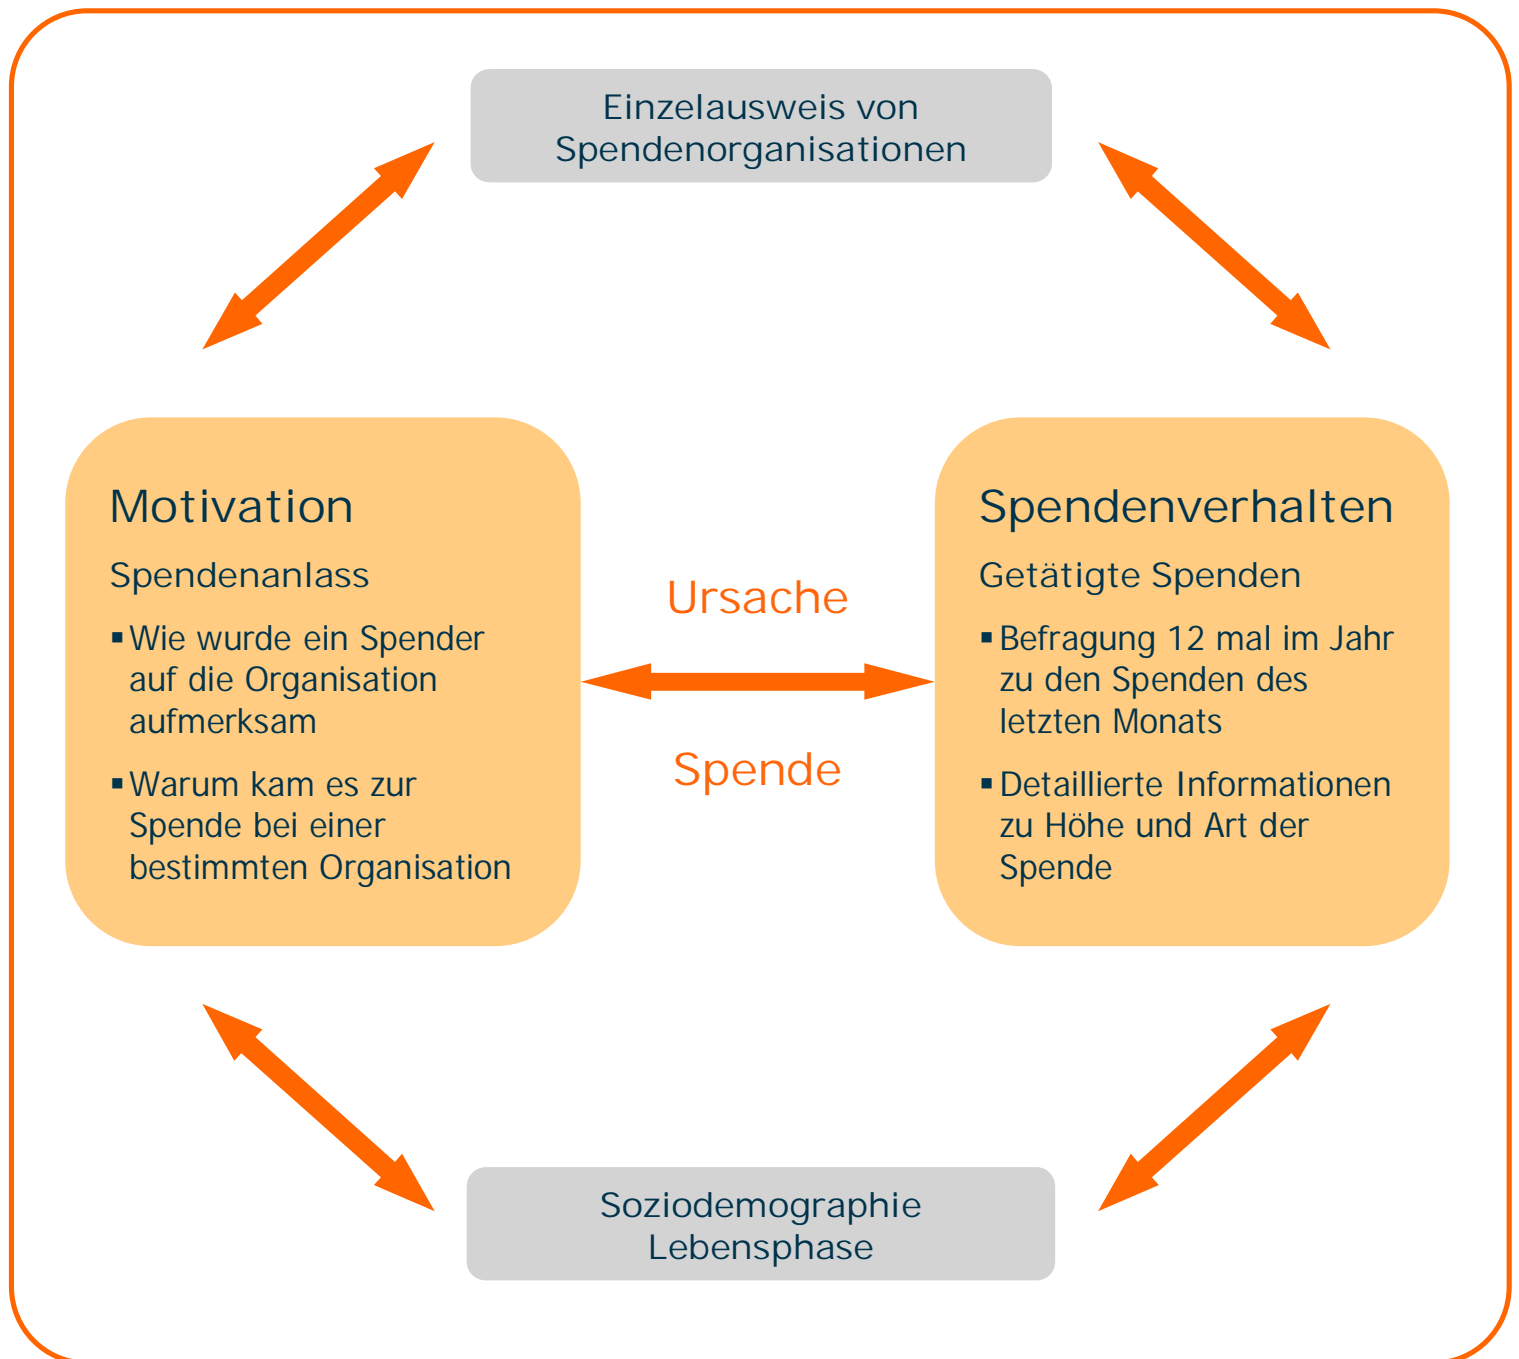 Einzelausweis von
Spendenorganisationen
Motivation
Spendenanlass
▪ Wie wurde ein Spender
auf die Organisation
aufmerksam
▪ Warum kam es zur
Spende bei einer
bestimmten Organisation
Ursache
Spende
Spendenverhalten
Getätigte Spenden
▪ Befragung 12 mal im Jahr
zu den Spenden des
letzten Monats
▪ Detaillierte Informationen
zu Höhe und Art der
Spende
Soziodemographie
Lebensphase